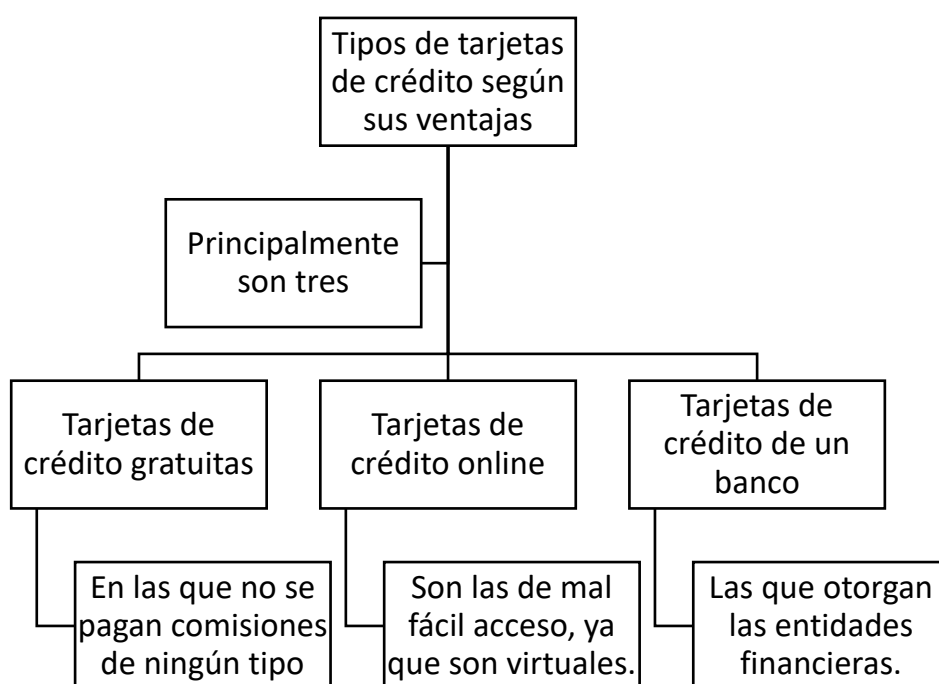 Tipos de tarjetas
de crédito según
sus ventajas
Principalmente
son tres
Tarjetas de
crédito gratuitas
Tarjetas de
crédito online
Tarjetas de
crédito de un
banco
En las que no se
pagan comisiones
de ningún tipo
Son las de mal
fácil acceso, ya
que son virtuales.
Las que otorgan
las entidades
financieras.